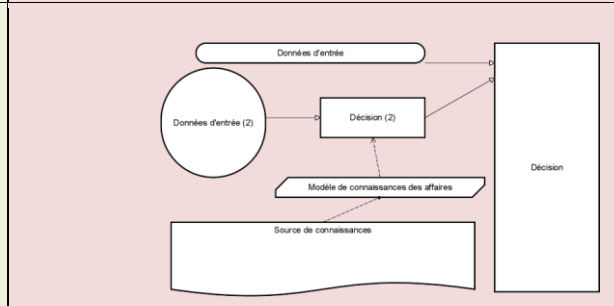 Données d'entrée
Données d'entrée (2)
Décision (2)
Décision
Modèle de connaissances des affaires
Source de connaissances